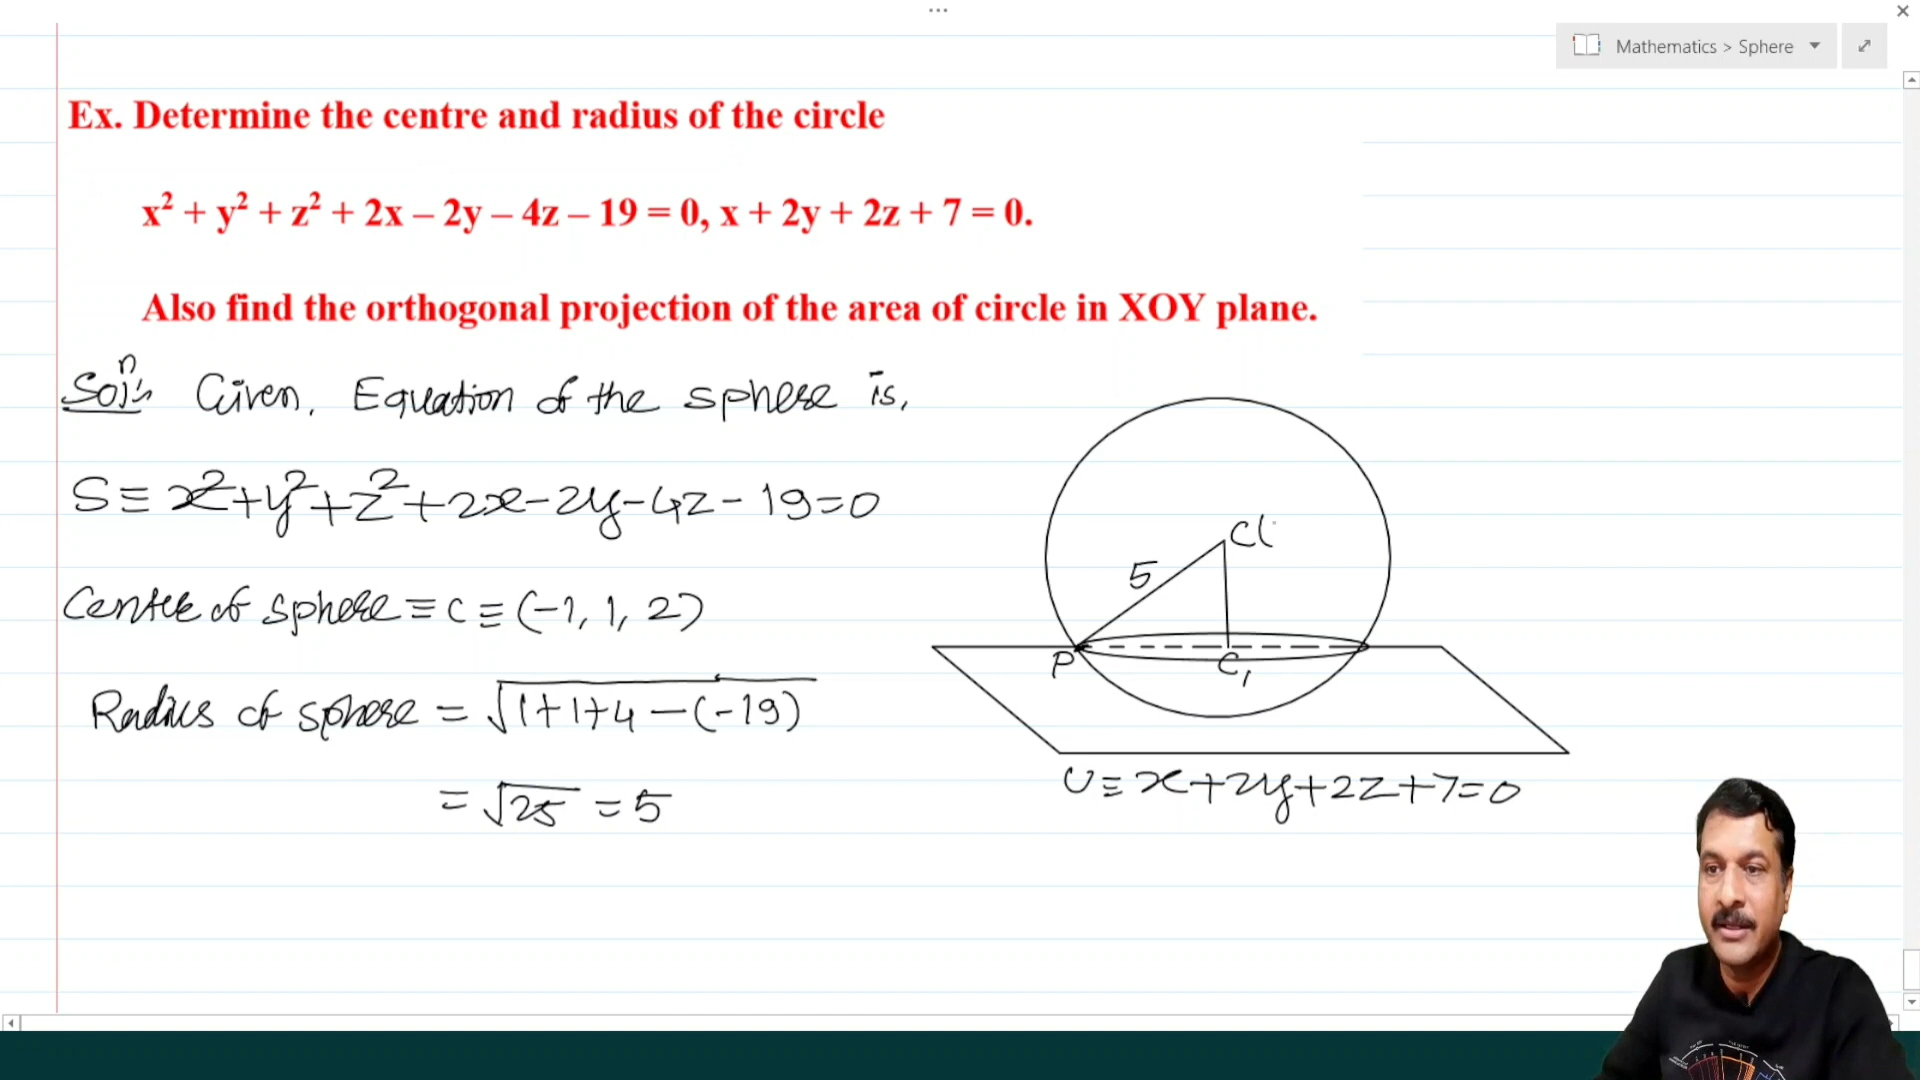 Mathematics > Sphere
Ex. Determine the centre and radius of the circle
x² + y² + z² + 2x – 2y – 4z – 19 = 0, x + 2y + 2z + 7 = 0.
Also find the orthogonal projection of the area of circle in XOY plane.
Solⁿ: Given, Equation of the sphere is,
S ≡ x²+y²+z²+2x-2y-4z-19=0
C(
5
Centre of sphere ≡ C ≡ (-1, 1, 2)
P
C₁
Radius of sphere = √1+1+4-(-19)
U ≡ x+2y+2z+7=0
= √25 = 5